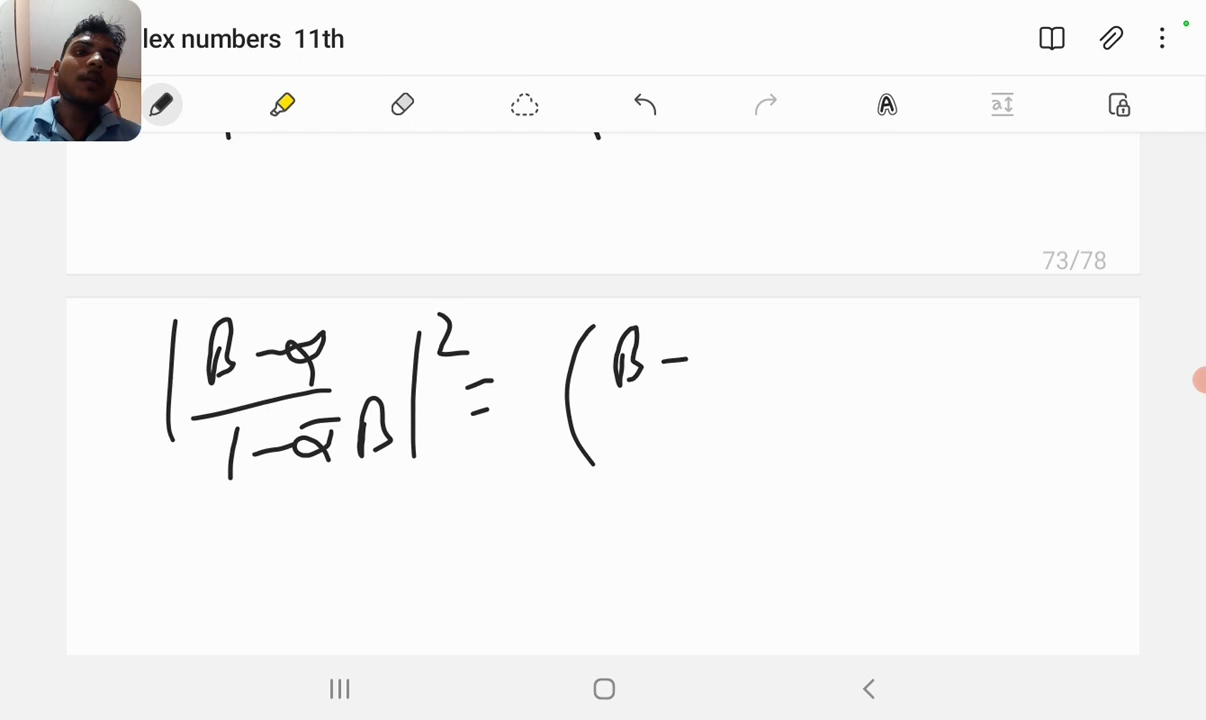 lex numbers 11th
73/78
|β-α / 1-ᾱβ|² = (β-